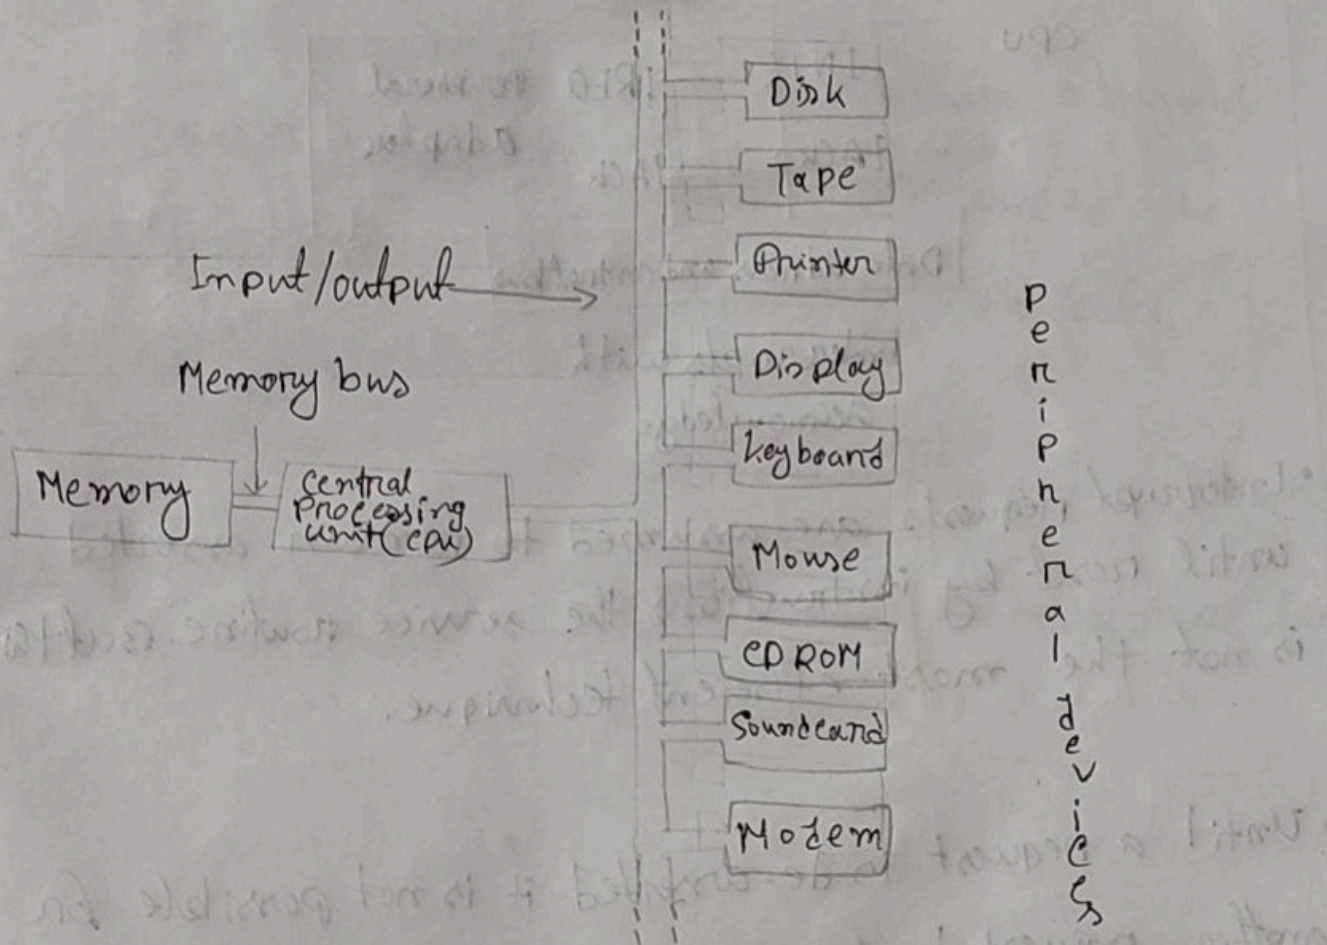 Disk
Tape
Printer
Input/output
Display
Memory bus
Keyboard
Memory
Central
Processing
Unit(CPU)
Mouse
CD ROM
Soundcard
Modem
Peripheral devices